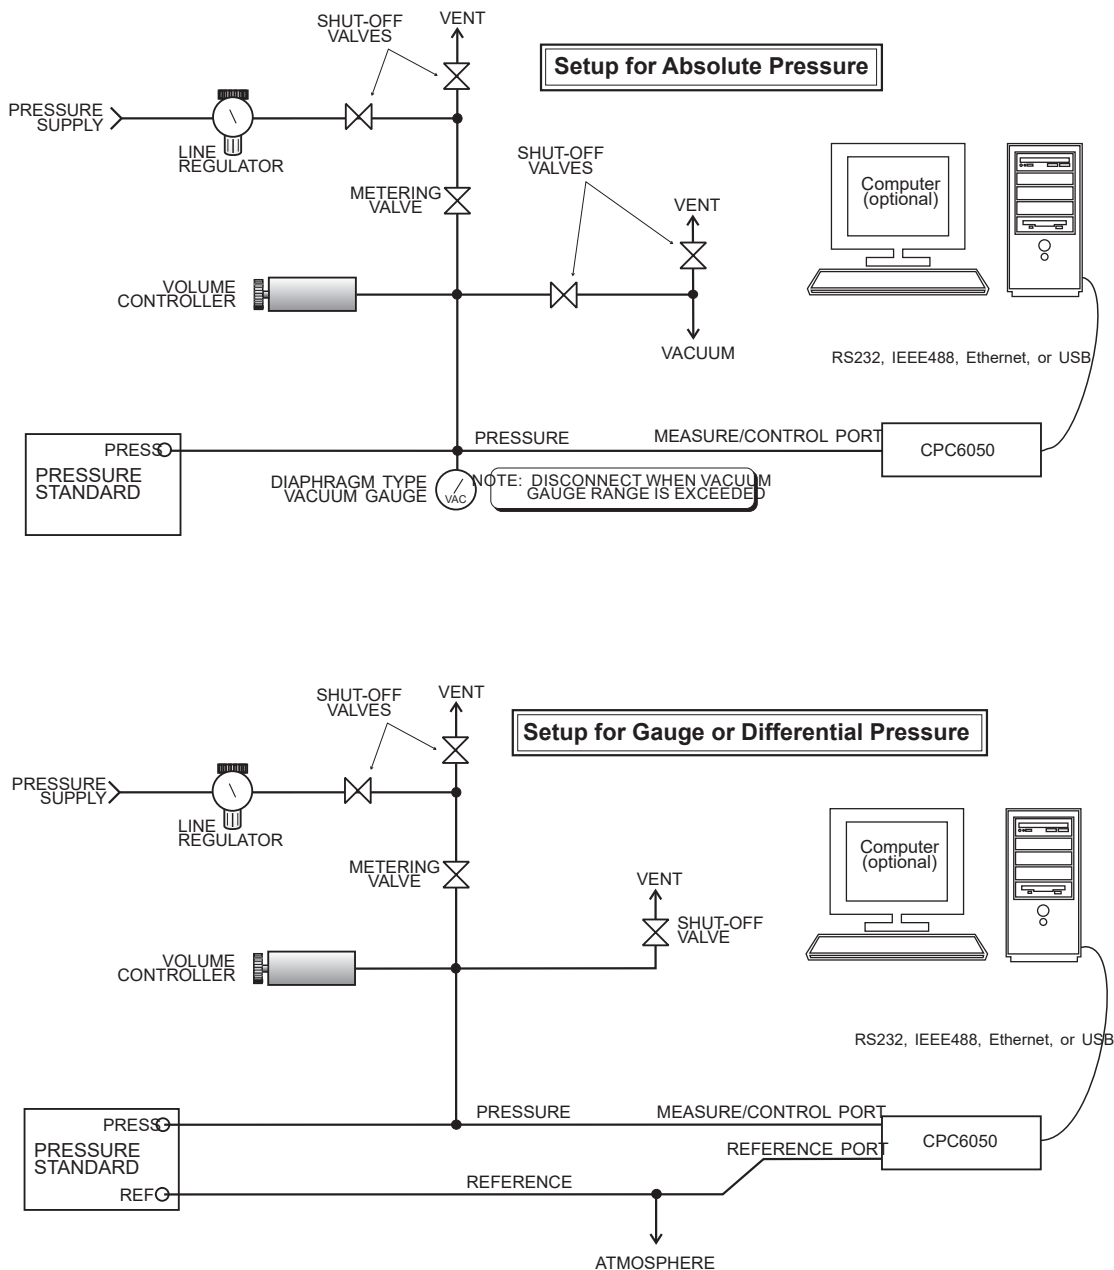 SHUT-OFF
VALVES
VENT
Setup for Absolute Pressure
PRESSURE
SUPPLY
LINE
REGULATOR
SHUT-OFF
VALVES
METERING
VALVE
VENT
Computer
(optional)
VOLUME
CONTROLLER
VACUUM
RS232, IEEE488, Ethernet, or USB
PRESS
PRESSURE
STANDARD
PRESSURE
MEASURE/CONTROL PORT
CPC6050
DIAPHRAGM TYPE
VACUUM GAUGE
VAC
NOTE: DISCONNECT WHEN VACUUM
GAUGE RANGE IS EXCEEDED
SHUT-OFF
VALVES
VENT
Setup for Gauge or Differential Pressure
PRESSURE
SUPPLY
LINE
REGULATOR
METERING
VALVE
VENT
SHUT-OFF
VALVE
Computer
(optional)
VOLUME
CONTROLLER
RS232, IEEE488, Ethernet, or USB
PRESS
PRESSURE
STANDARD
REF
PRESSURE
MEASURE/CONTROL PORT
REFERENCE PORT
CPC6050
REFERENCE
ATMOSPHERE